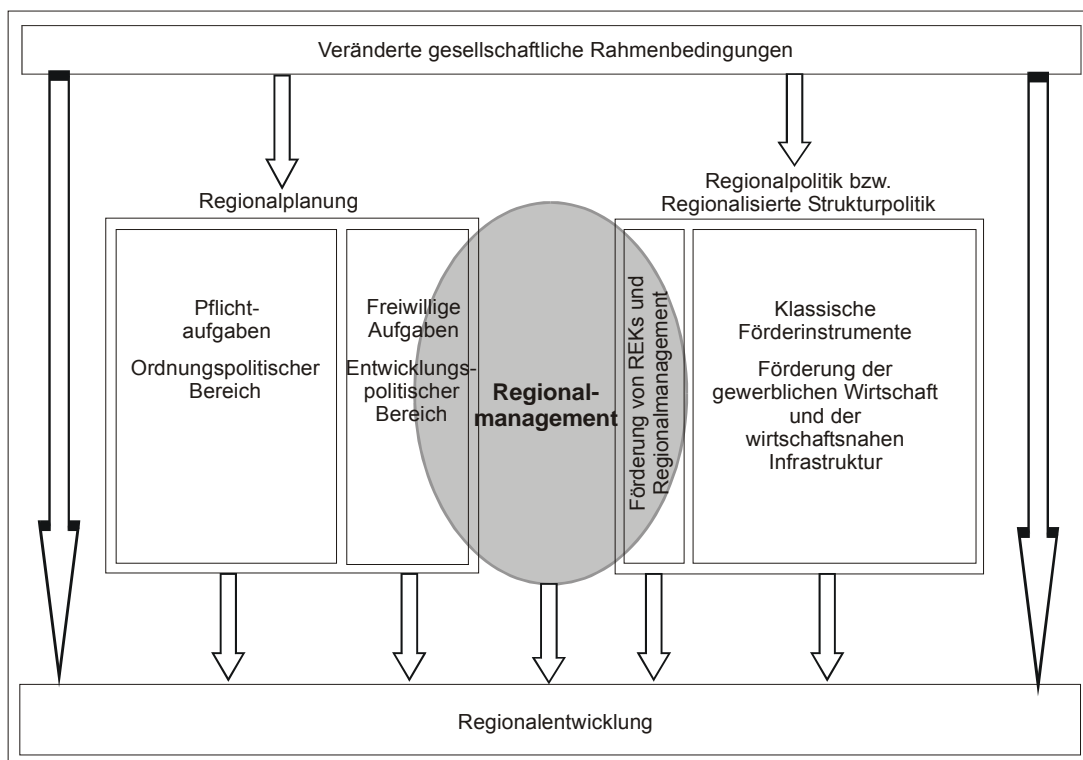 Veränderte gesellschaftliche Rahmenbedingungen
Regionalplanung
Regionalpolitik bzw.
Regionalisierte Strukturpolitik
Pflicht-
aufgaben
Ordnungspolitischer
Bereich
Freiwillige
Aufgaben
Entwicklungs-
politischer
Bereich
Regional-
management
Förderung von REKs und
Regionalmanagement
Klassische
Förderinstrumente
Förderung der
gewerblichen Wirtschaft
und der
wirtschaftsnahen
Infrastruktur
Regionalentwicklung